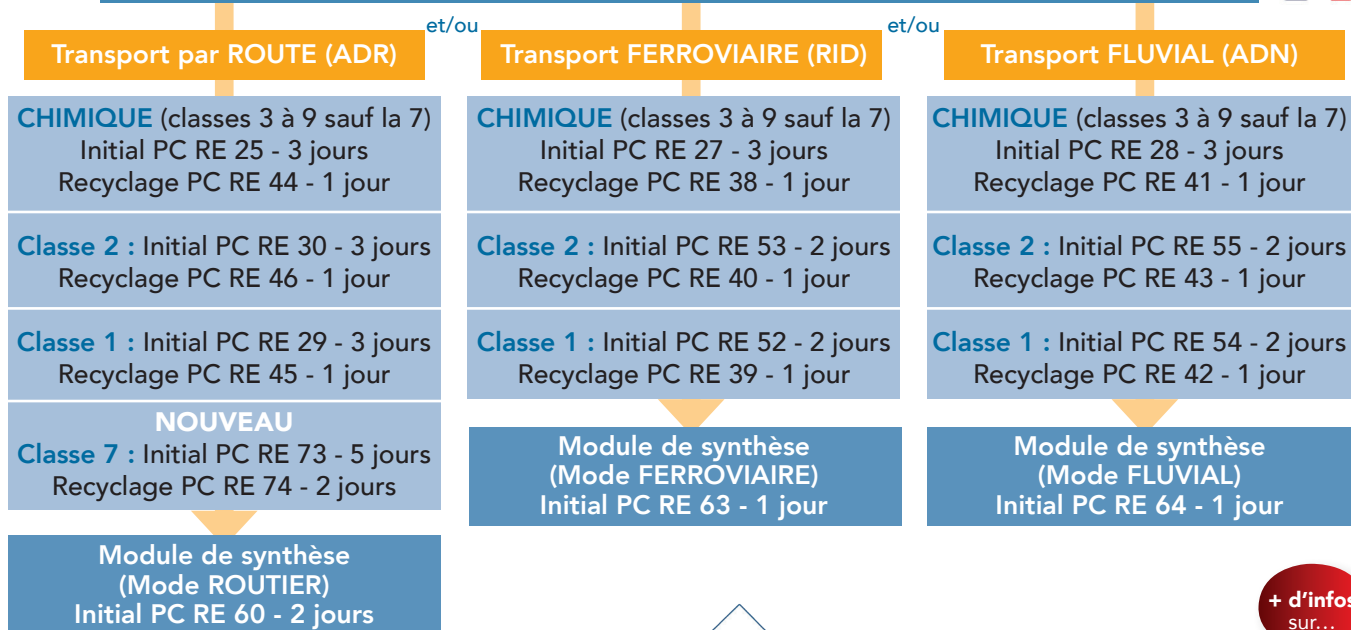 et/ou
et/ou
Transport par ROUTE (ADR)
CHIMIQUE (classes 3 à 9 sauf la 7)
Initial PC RE 25 - 3 jours
Recyclage PC RE 44 - 1 jour
Classe 2 : Initial PC RE 30 - 3 jours
Recyclage PC RE 46 - 1 jour
Classe 1 : Initial PC RE 29 - 3 jours
Recyclage PC RE 45 - 1 jour
NOUVEAU
Classe 7 : Initial PC RE 73 - 5 jours
Recyclage PC RE 74 - 2 jours
Module de synthèse
(Mode ROUTIER)
Initial PC RE 60 - 2 jours
Transport FERROVIAIRE (RID)
CHIMIQUE (classes 3 à 9 sauf la 7)
Initial PC RE 27 - 3 jours
Recyclage PC RE 38 - 1 jour
Classe 2 : Initial PC RE 53 - 2 jours
Recyclage PC RE 40 - 1 jour
Classe 1 : Initial PC RE 52 - 2 jours
Recyclage PC RE 39 - 1 jour
Module de synthèse
(Mode FERROVIAIRE)
Initial PC RE 63 - 1 jour
Transport FLUVIAL (ADN)
CHIMIQUE (classes 3 à 9 sauf la 7)
Initial PC RE 28 - 3 jours
Recyclage PC RE 41 - 1 jour
Classe 2 : Initial PC RE 55 - 2 jours
Recyclage PC RE 43 - 1 jour
Classe 1 : Initial PC RE 54 - 2 jours
Recyclage PC RE 42 - 1 jour
Module de synthèse
(Mode FLUVIAL)
Initial PC RE 64 - 1 jour
+ d'infos
sur...